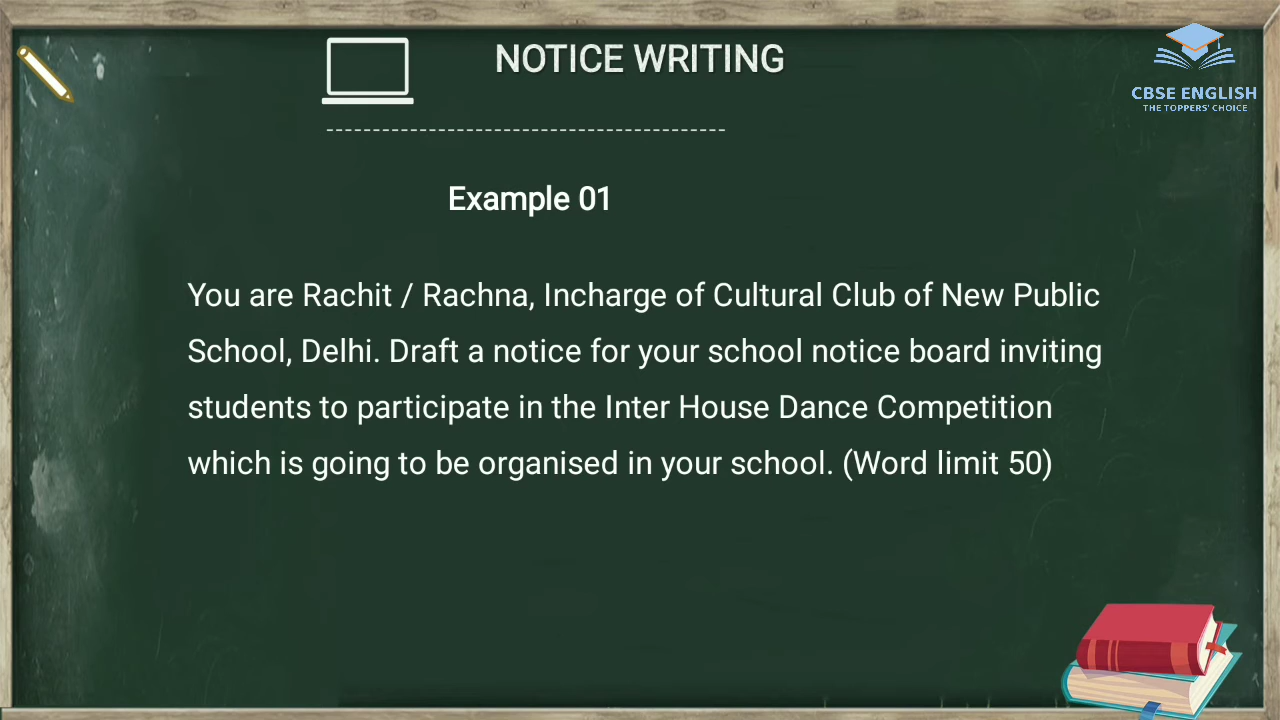 NOTICE WRITING
CBSE ENGLISH
THE TOPPERS' CHOICE
-------------------------------------------
Example 01
You are Rachit / Rachna, Incharge of Cultural Club of New Public
School, Delhi. Draft a notice for your school notice board inviting
students to participate in the Inter House Dance Competition
which is going to be organised in your school. (Word limit 50)